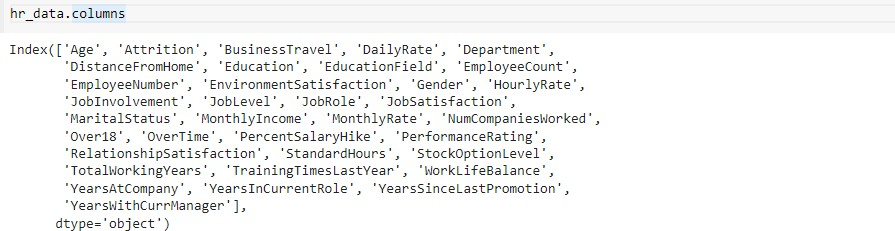 hr_data.columns
Index(['Age', 'Attrition', 'BusinessTravel', 'DailyRate', 'Department',
'DistanceFromHome', 'Education', 'EducationField', 'EmployeeCount',
'EmployeeNumber', 'EnvironmentSatisfaction', 'Gender', 'HourlyRate',
'JobInvolvement', 'JobLevel', 'JobRole', 'JobSatisfaction',
'MaritalStatus', 'MonthlyIncome', 'MonthlyRate', 'NumCompaniesWorked',
'Over18', 'OverTime', 'PercentSalaryHike', 'PerformanceRating',
'RelationshipSatisfaction', 'StandardHours', 'StockOptionLevel',
'TotalWorkingYears', 'TrainingTimesLastYear', 'WorkLifeBalance',
'YearsAtCompany', 'YearsInCurrentRole', 'YearsSinceLastPromotion',
'YearsWithCurrManager'],
dtype='object')